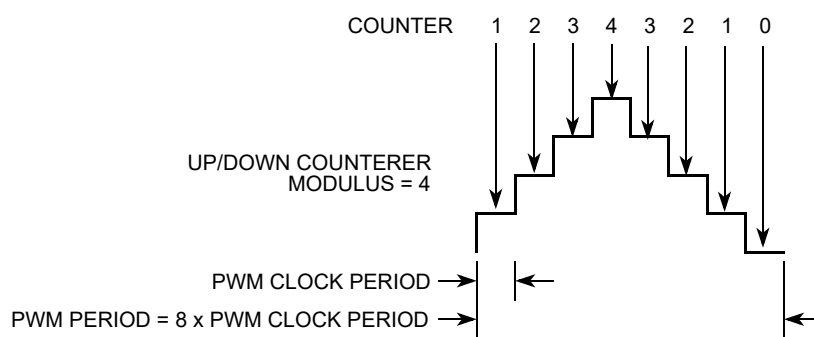 COUNTER 1 2 3 4 3 2 1 0
UP/DOWN COUNTERER
MODULUS = 4
PWM CLOCK PERIOD
PWM PERIOD = 8 x PWM CLOCK PERIOD